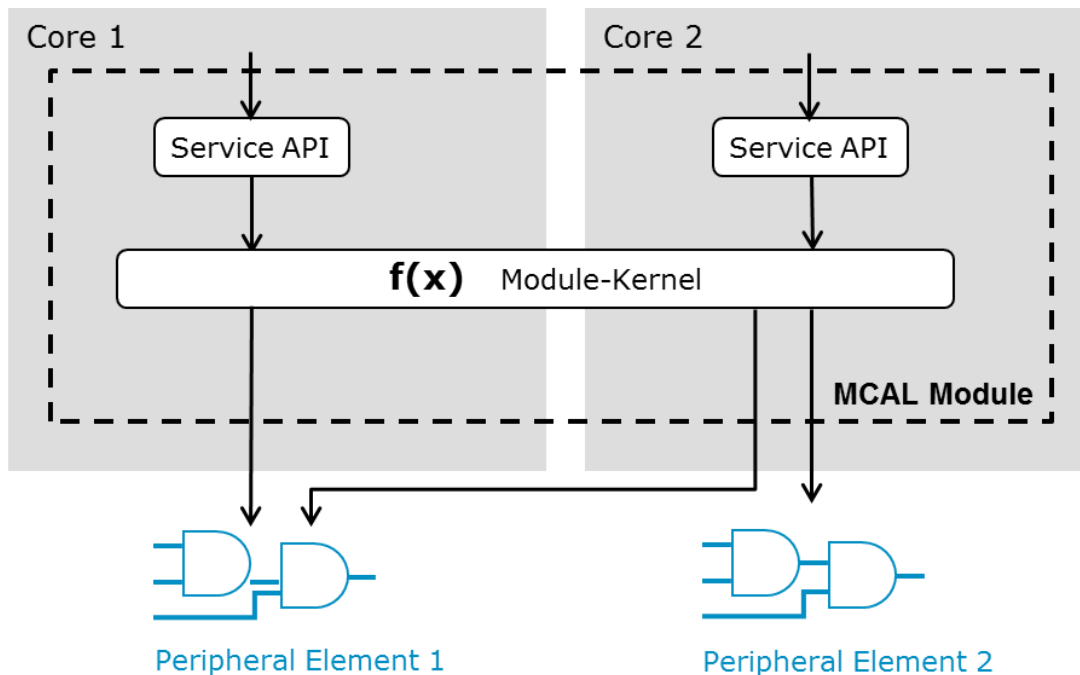 Core 1
Core 2
Service API
Service API
f(x) Module-Kernel
MCAL Module
Peripheral Element 1
Peripheral Element 2